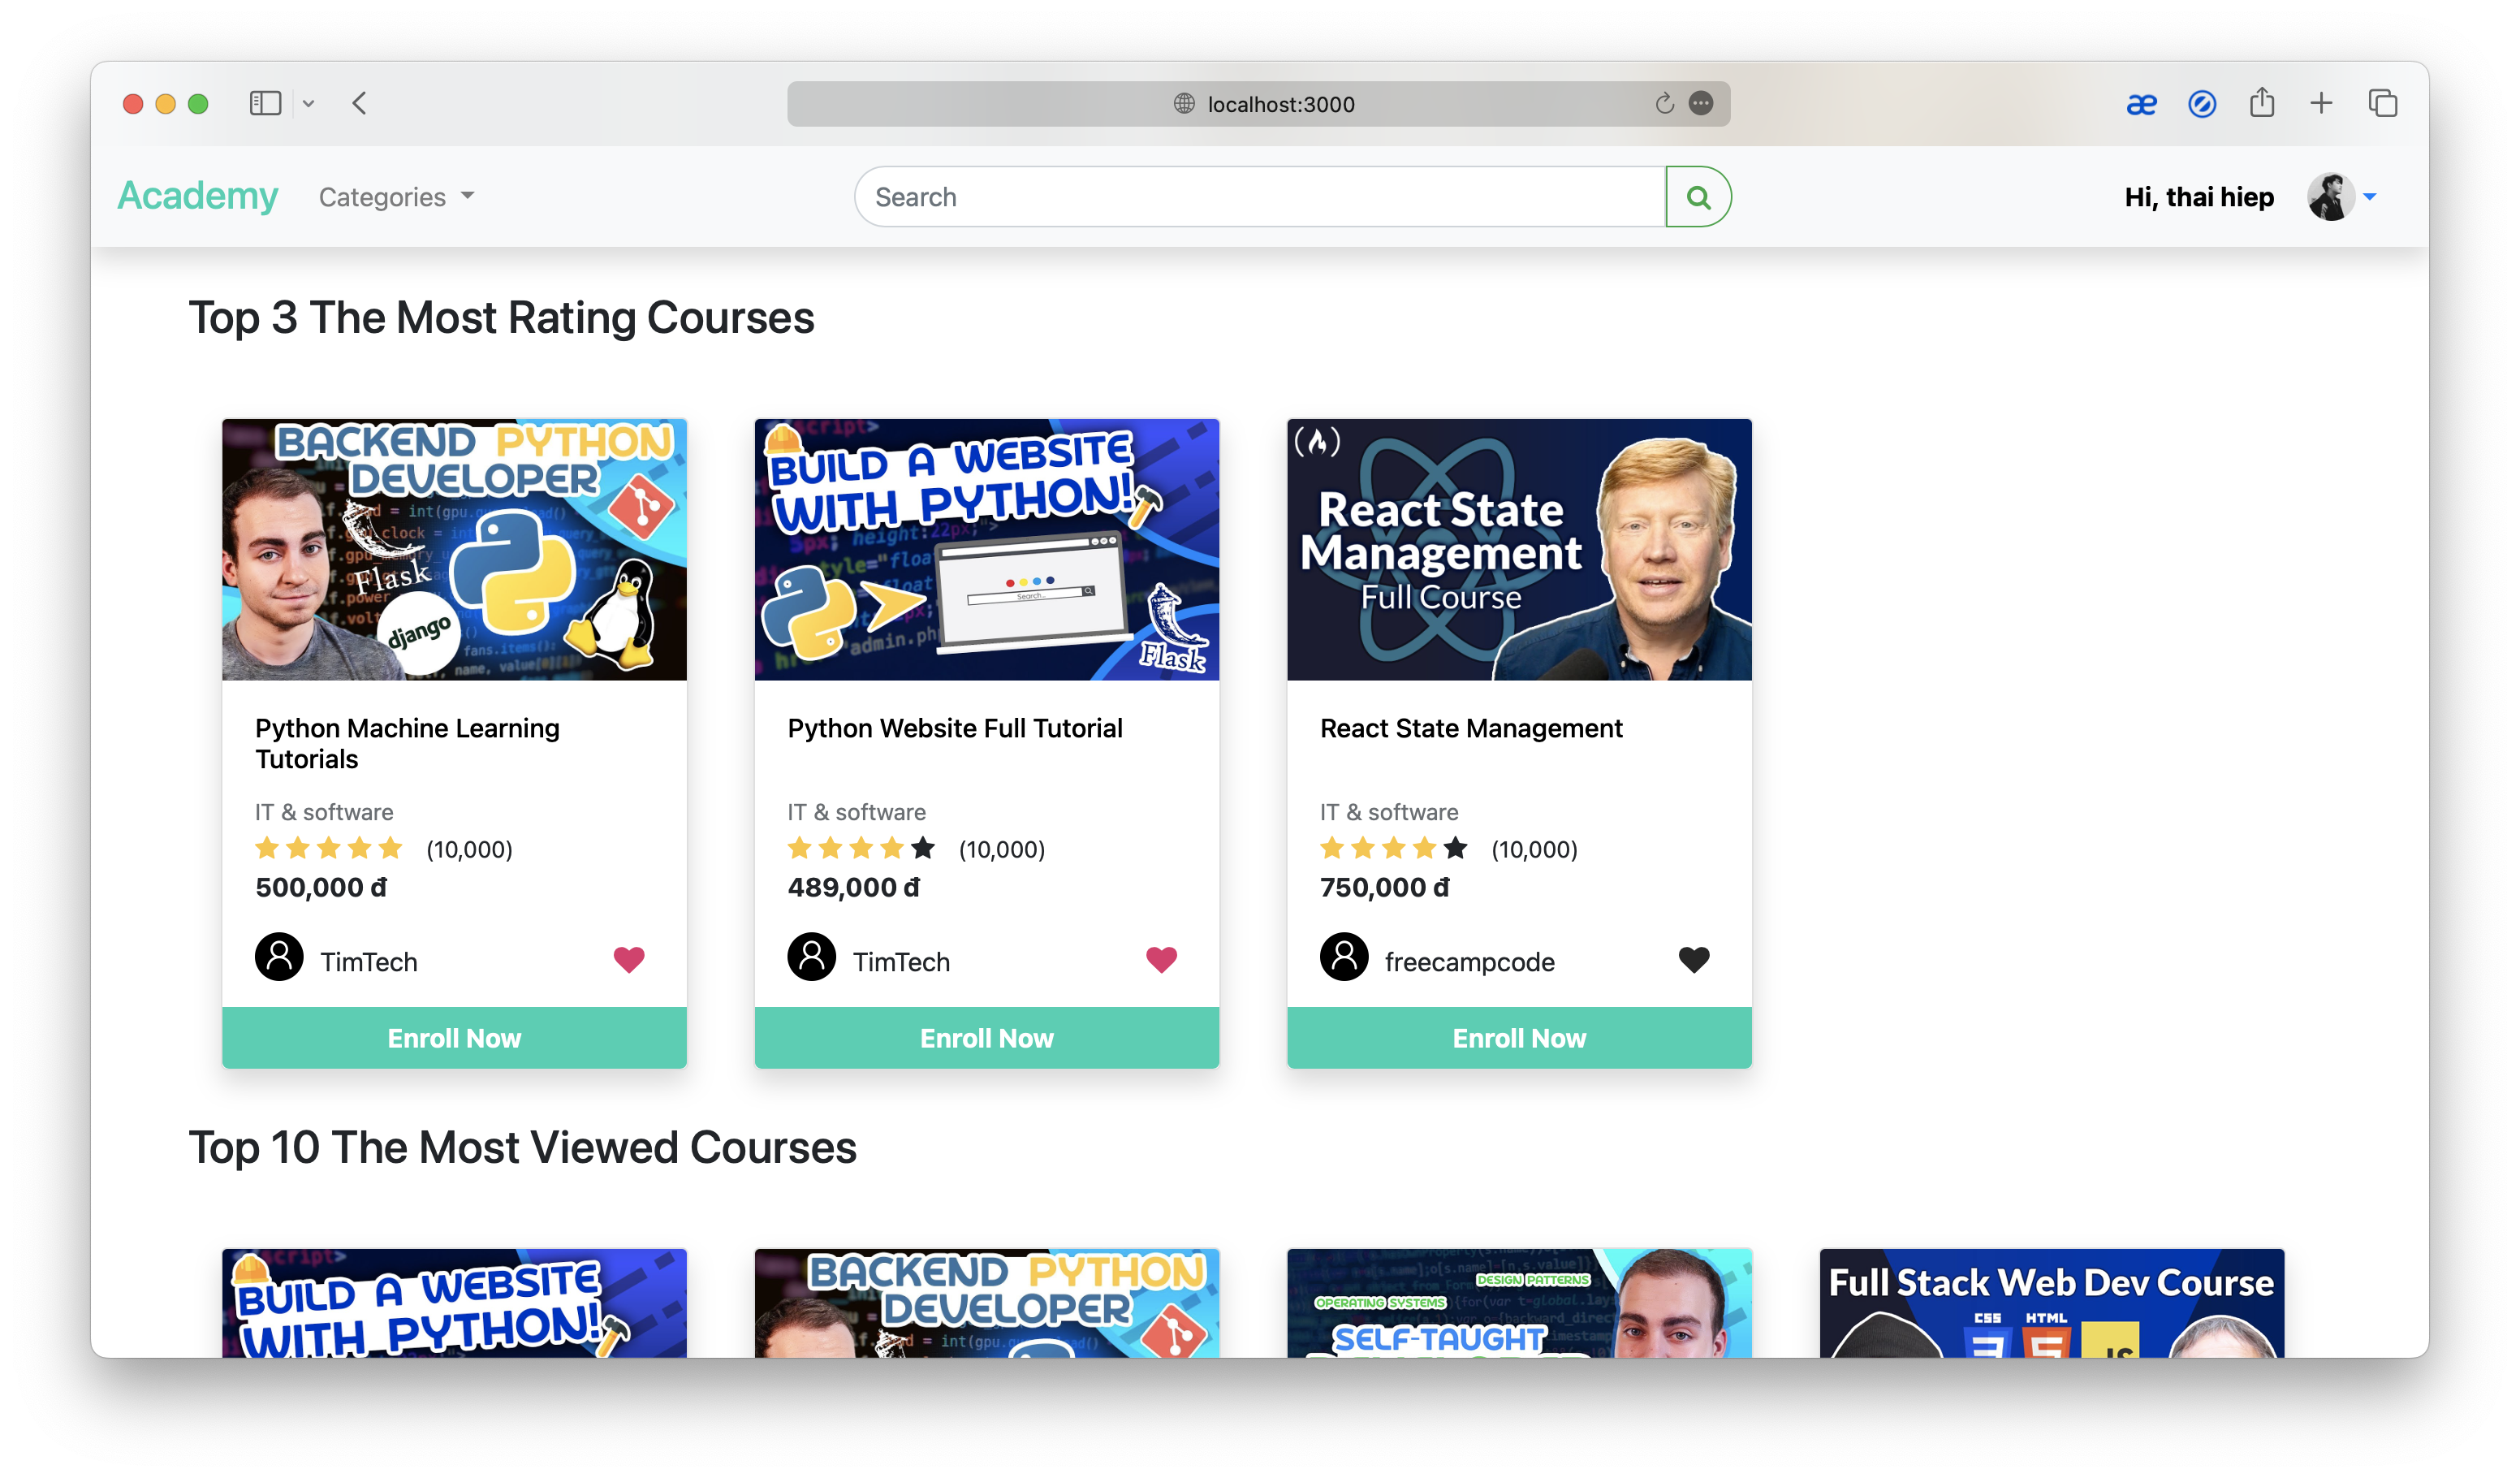 localhost:3000
Academy
Categories
Search
Hi, thai hiep
Top 3 The Most Rating Courses
BACKEND PYTHON
DEVELOPER
Flask
django
BUILD A WEBSITE
WITH PYTHON!
Search...
Flask
React State
Management
Full Course
Python Machine Learning
Tutorials
IT & software
(10,000)
500,000 đ
TimTech
Enroll Now
Python Website Full Tutorial
IT & software
(10,000)
489,000 đ
TimTech
Enroll Now
React State Management
IT & software
(10,000)
750,000 đ
freecampcode
Enroll Now
Top 10 The Most Viewed Courses
BUILD A WEBSITE
WITH PYTHON!
BACKEND PYTHON
DEVELOPER
DESIGN PATTERNS
OPERATING SYSTEMS
SELF-TAUGHT
Full Stack Web Dev Course
CSS HTML
JS